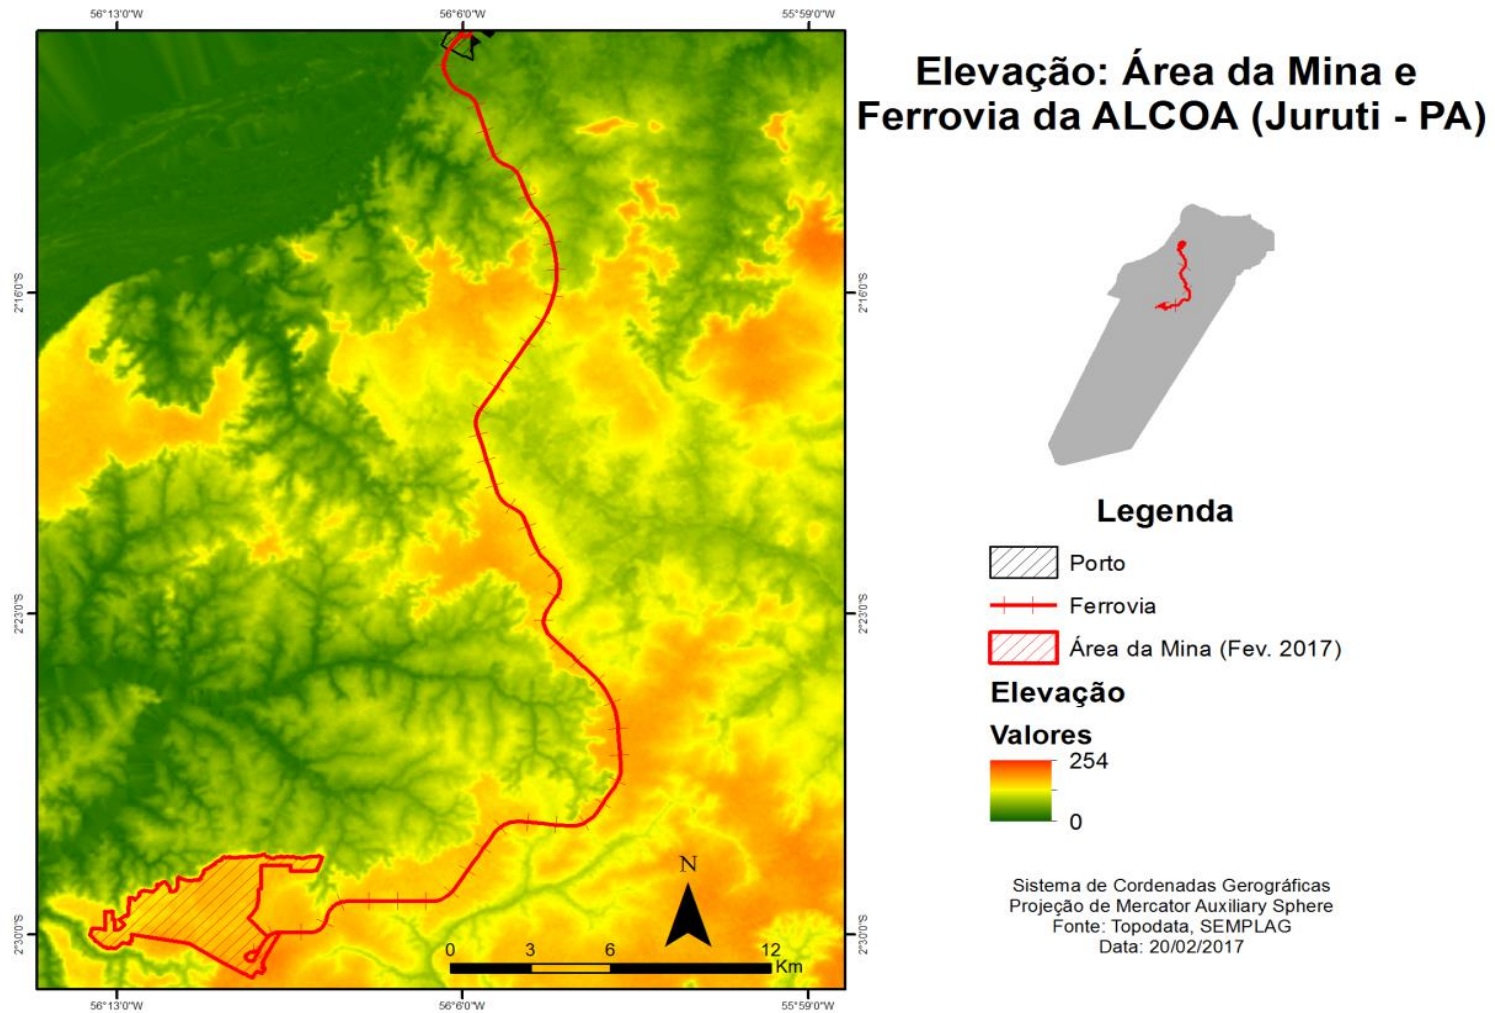 56°13'0"W
56°6'0"W
55°59'0"W
Elevação: Área da Mina e
Ferrovia da ALCOA (Juruti - PA)
2°16'0"S
2°16'0"S
2°23'0"S
2°23'0"S
2°30'0"S
2°30'0"S
Legenda
Porto
Ferrovia
Área da Mina (Fev. 2017)
Elevação
Valores
254
0
N
0 3 6 12
Km
Sistema de Cordenadas Gerográficas
Projeção de Mercator Auxiliary Sphere
Fonte: Topodata, SEMPLAG
Data: 20/02/2017
56°13'0"W
56°6'0"W
55°59'0"W